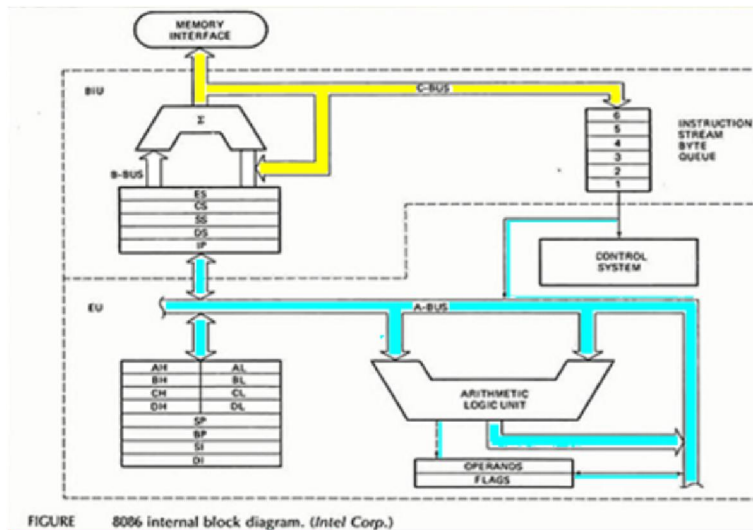 MEMORY
INTERFACE
BIU
C-BUS
Σ
B-BUS
6
5
4
3
2
1
INSTRUCTION
STREAM
BYTE
QUEUE
ES
CS
SS
DS
IP
CONTROL
SYSTEM
EU
A-BUS
AH AL
BH BL
CH CL
DH DL
SP
BP
SI
DI
ARITHMETIC
LOGIC UNIT
OPERANDS
FLAGS
FIGURE 8086 internal block diagram. (Intel Corp.)